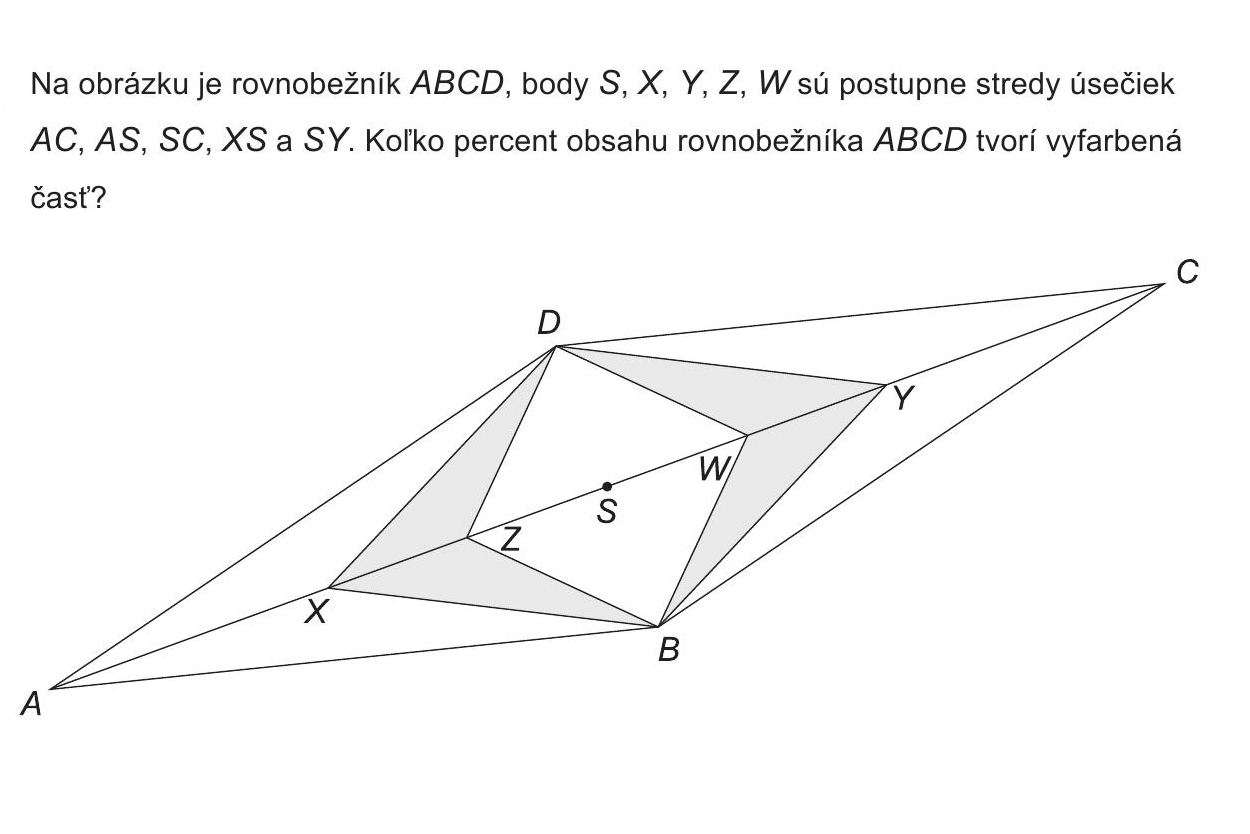 Na obrázku je rovnobežník ABCD, body S, X, Y, Z, W sú postupne stredy úsečiek
AC, AS, SC, XS a SY. Koľko percent obsahu rovnobežníka ABCD tvorí vyfarbená
časť?
C
D
Y
W
S
Z
X
B
A